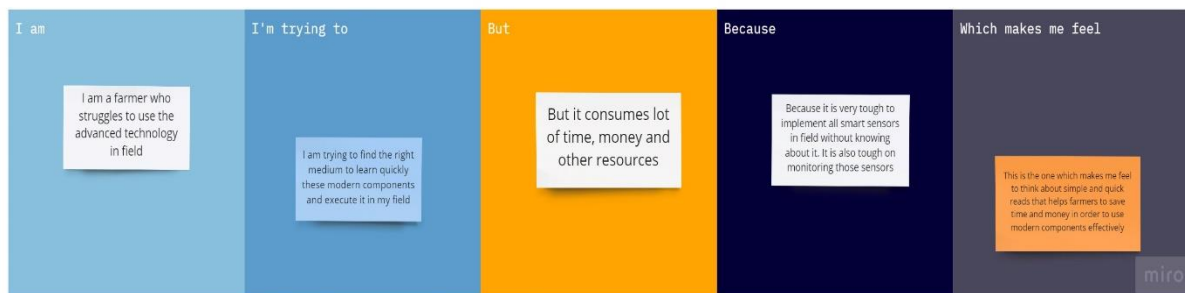 I am
I am a farmer who
struggles to use the
advanced technology
in field
I'm trying to
I am trying to find the right
medium to learn quickly
these modern components
and execute it in my field
But
But it consumes lot
of time, money and
other resources
Because
Because it is very tough to
implement all smart sensors
in field without knowing
about it. It is also tough on
monitoring those sensors
Which makes me feel
This is the one which makes me feel
to think about simple and quick
reads that helps farmers to save
time and money in order to use
modern components effectively
miro